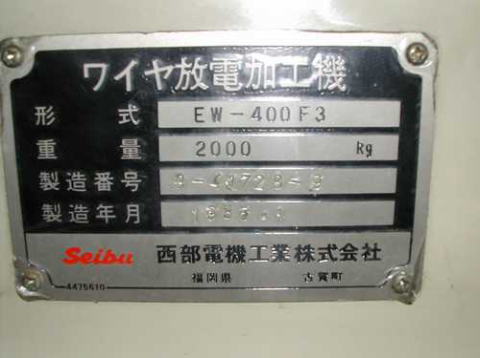 ワイヤ放電加工機
形式 EW-400F3
重量 2000 Kg
製造番号
製造年月
Seibu 西部電機工業株式会社
福岡県 古賀町
4475610